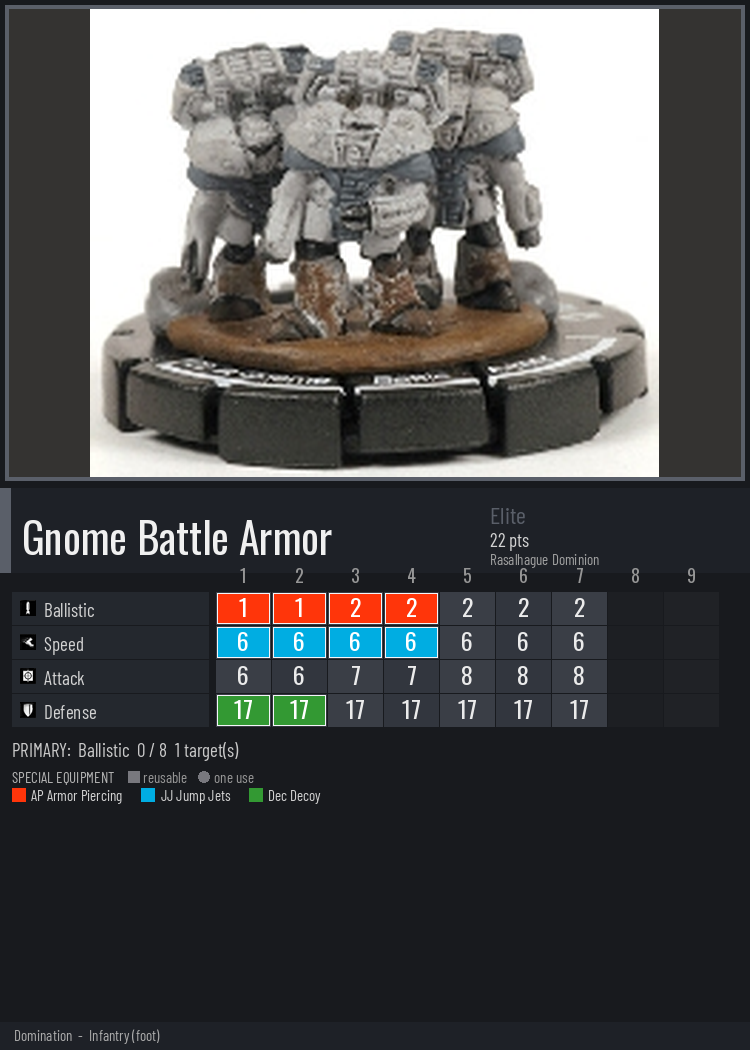 Gnome Battle Armor
Elite
22 pts
Rasalhague Dominion
1 2 3 4 5 6 7 8 9
Ballistic 1 1 2 2 2 2 2
Speed 6 6 6 6 6 6 6
Attack 6 6 7 7 8 8 8
Defense 17 17 17 17 17 17 17
PRIMARY: Ballistic 0 / 8 1 target(s)
SPECIAL EQUIPMENT reusable one use
AP Armor Piercing JJ Jump Jets Dec Decoy
Domination - Infantry (foot)